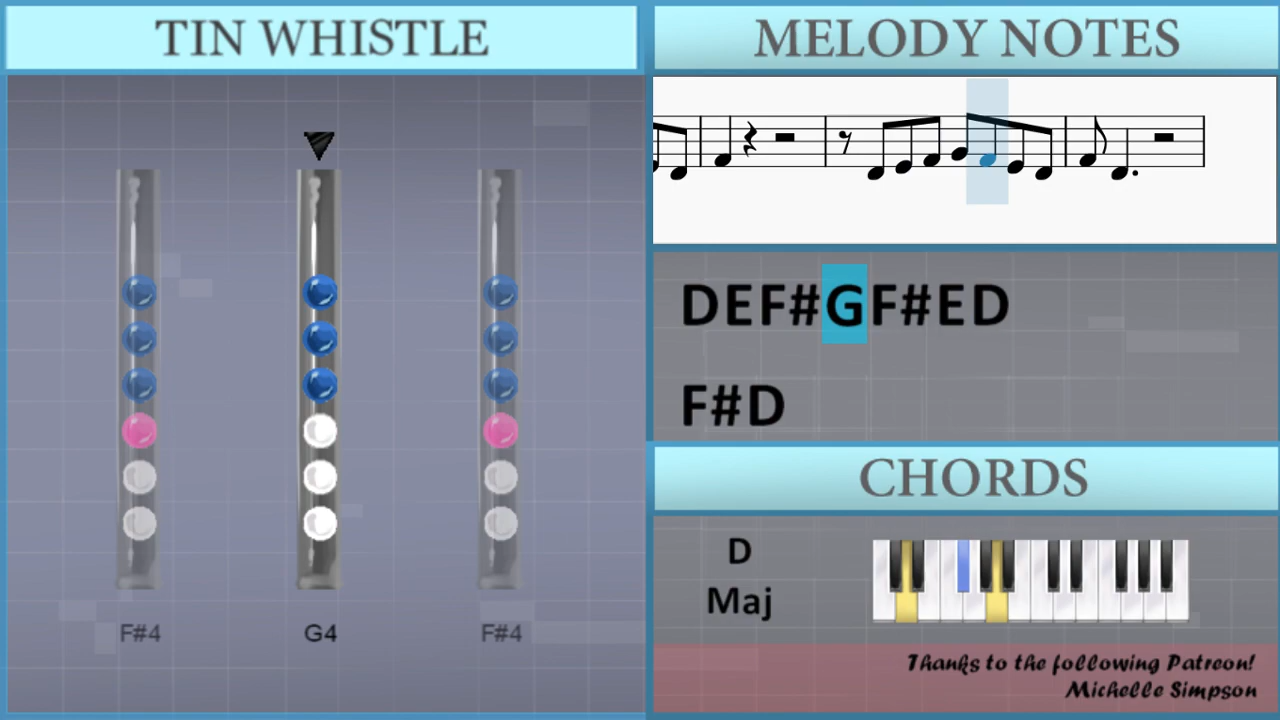 TIN WHISTLE
F#4
G4
F#4
MELODY NOTES
DEF#GF#ED
F#D
CHORDS
D
Maj
Thanks to the following Patreon!
Michelle Simpson